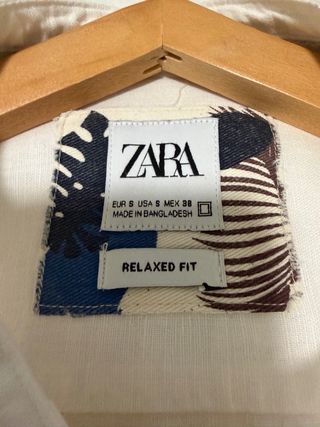 ZARA
EUR S USA S MEX 38
MADE IN BANGLADESH
RELAXED FIT